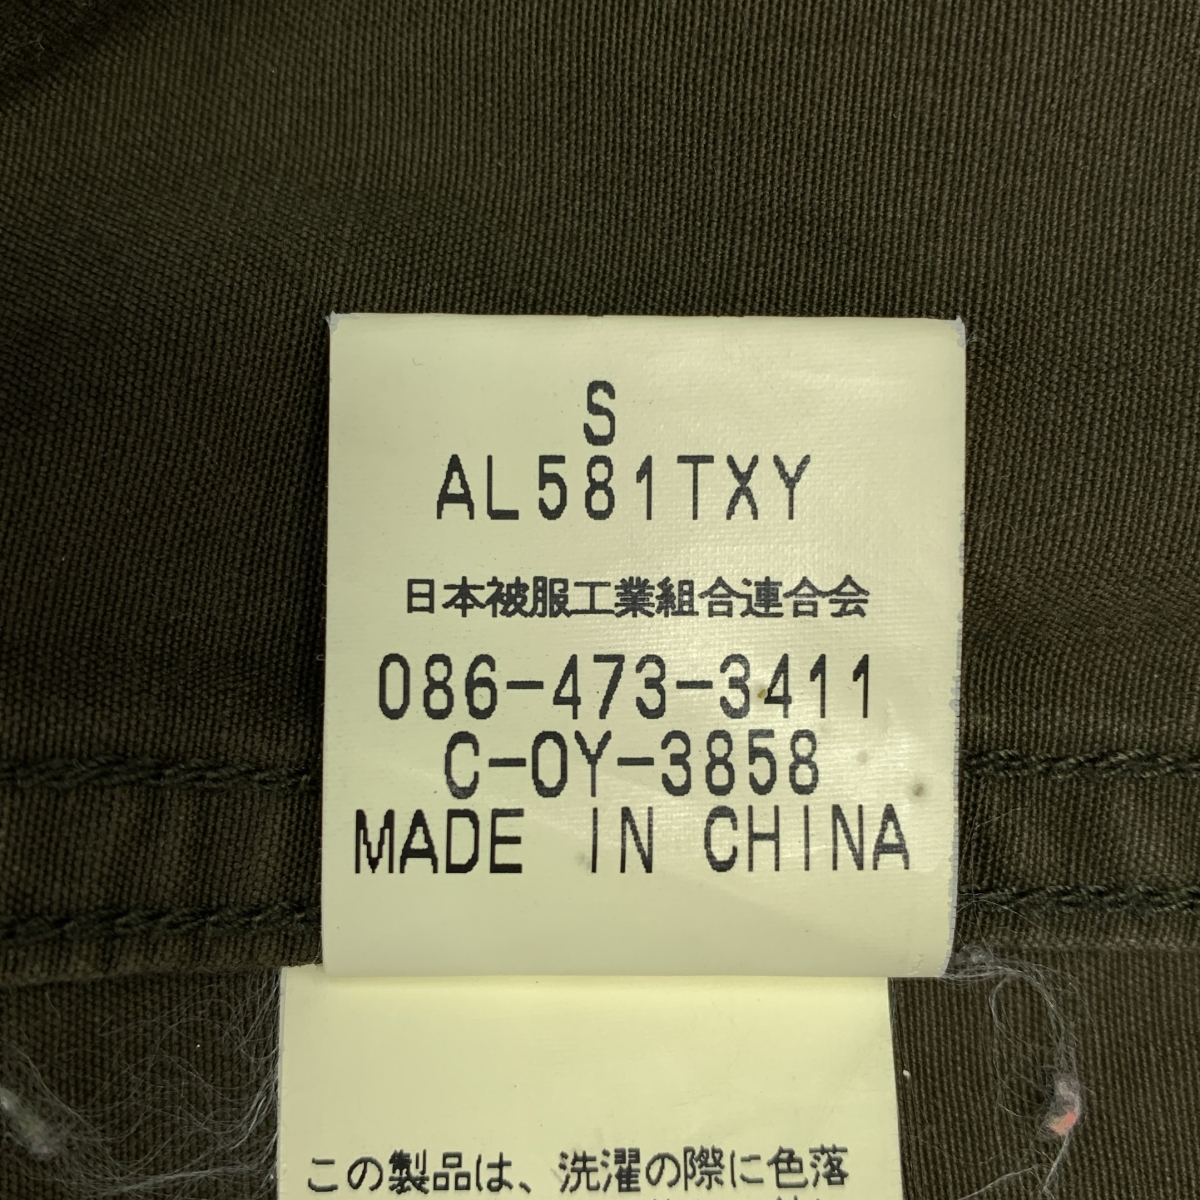 S
AL581TXY
日本被服工業組合連合会
086-473-3411
C-OY-3858
MADE IN CHINA
この製品は、洗濯の際に色落